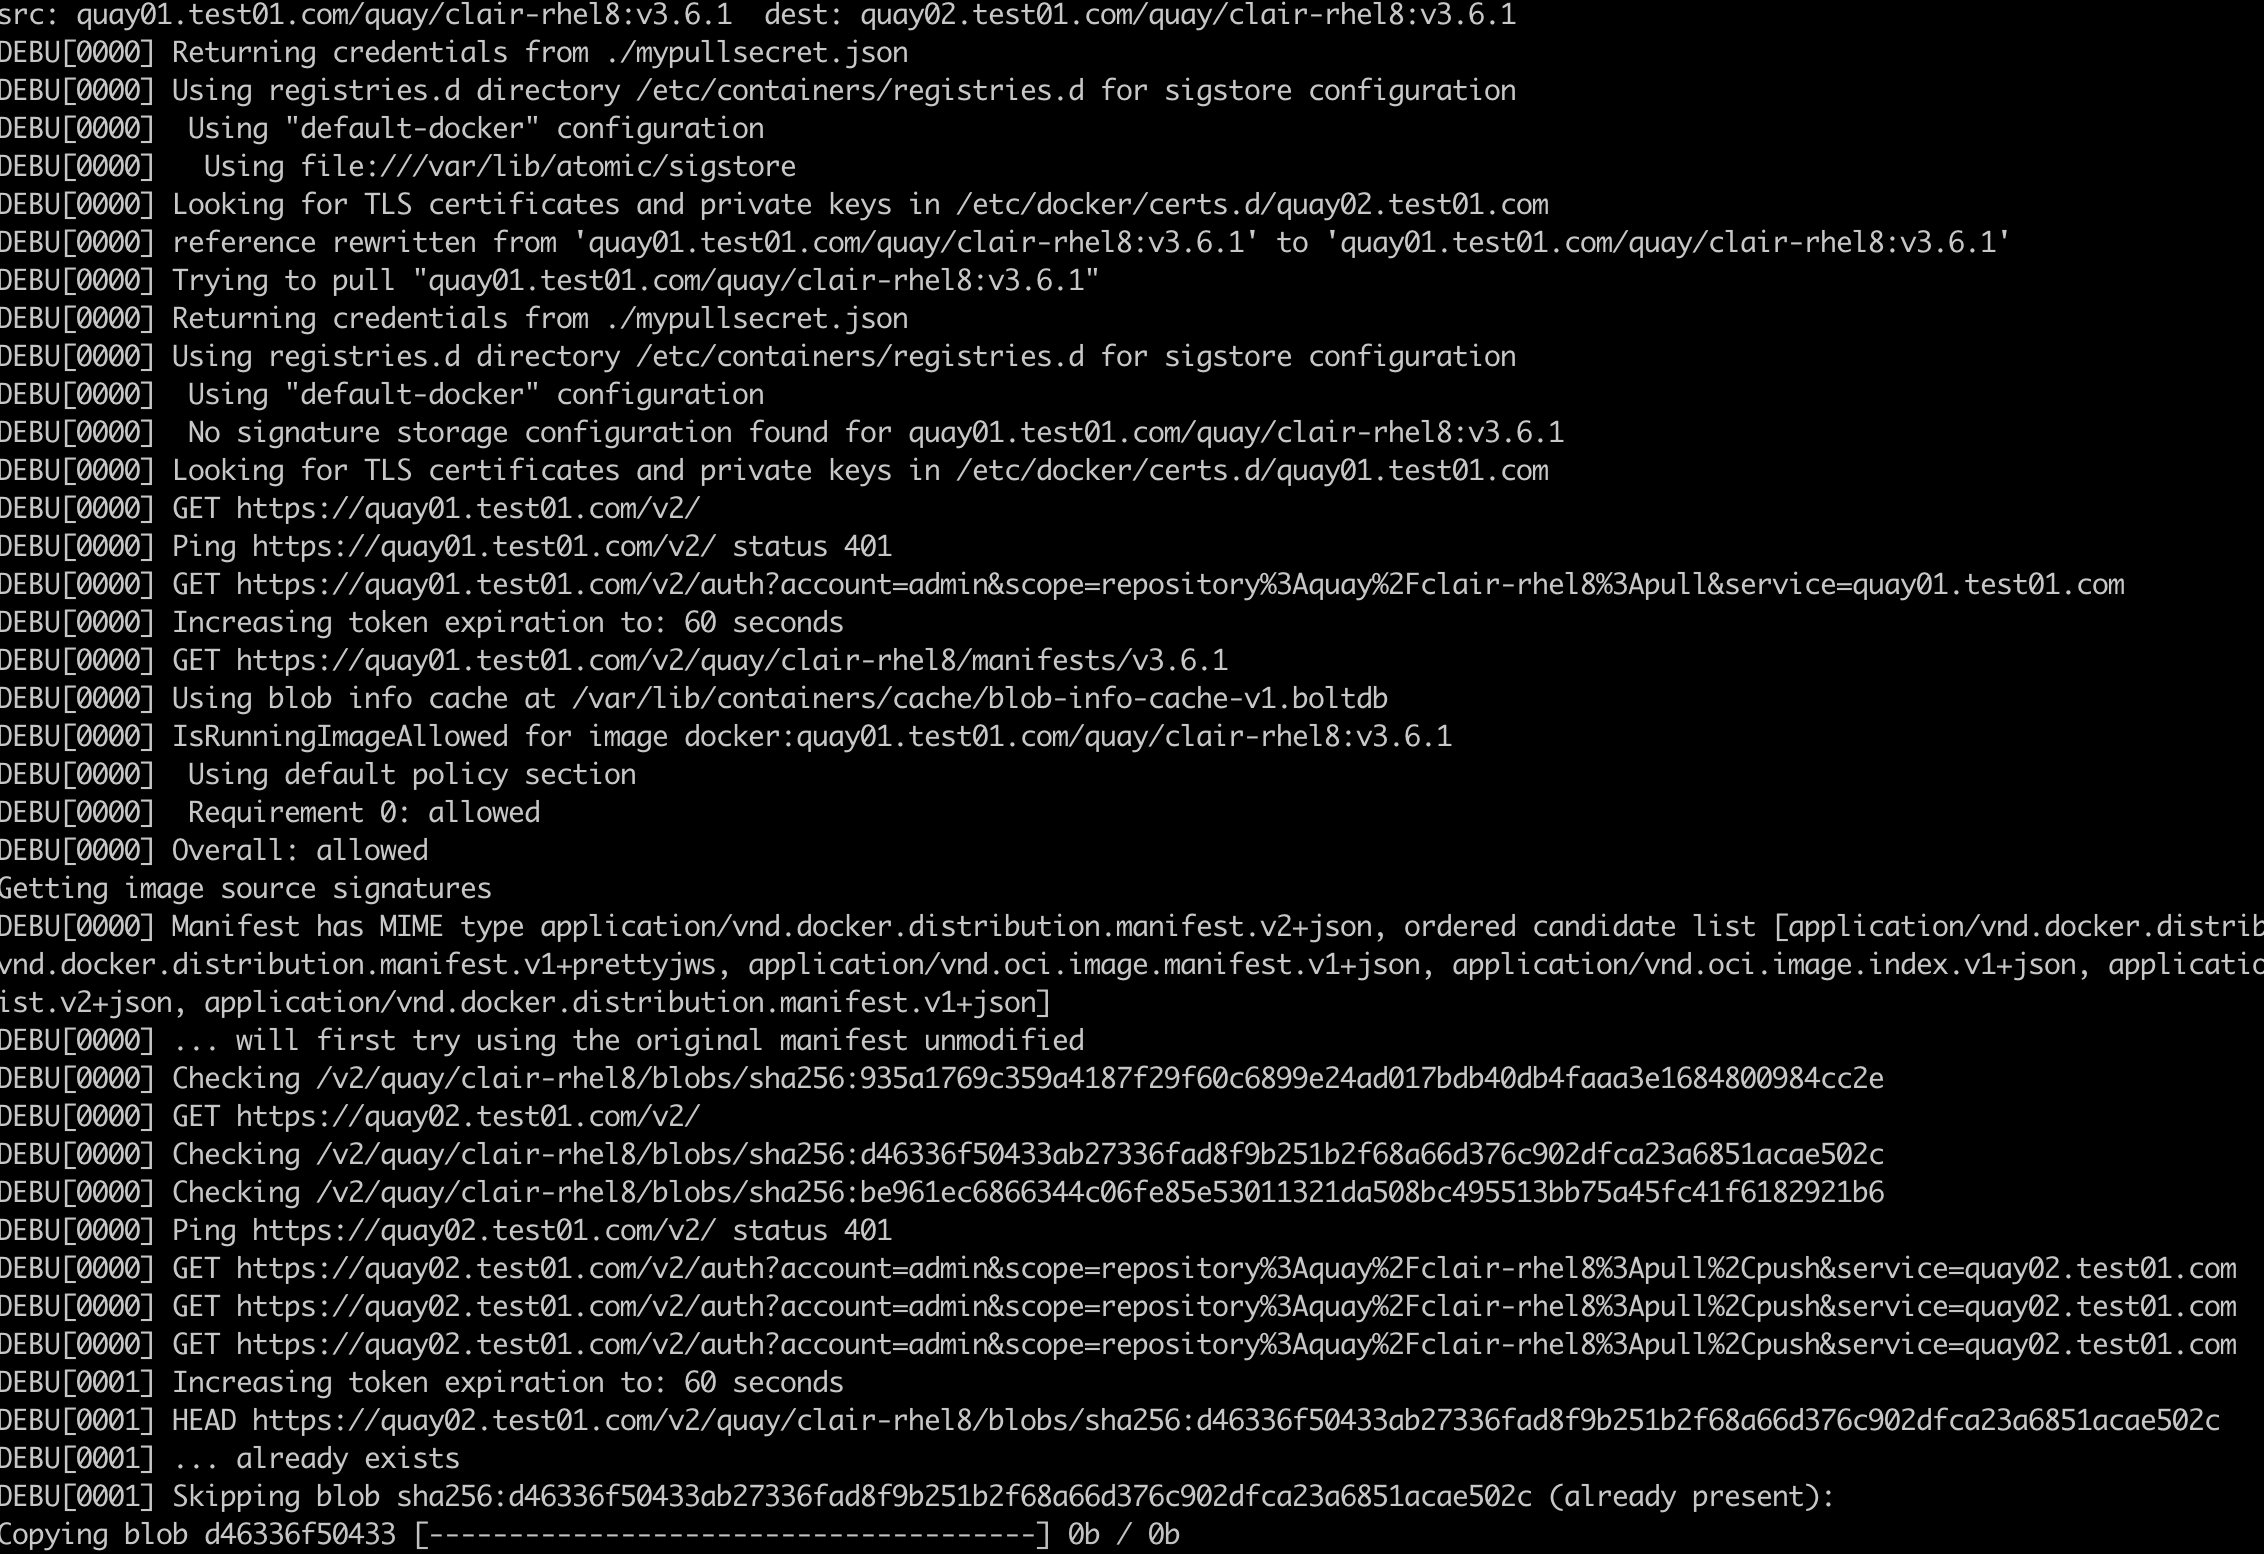 src: quay01.test01.com/quay/clair-rhel8:v3.6.1  dest: quay02.test01.com/quay/clair-rhel8:v3.6.1
DEBU[0000] Returning credentials from ./mypullsecret.json
DEBU[0000] Using registries.d directory /etc/containers/registries.d for sigstore configuration
DEBU[0000]  Using "default-docker" configuration
DEBU[0000]   Using file:///var/lib/atomic/sigstore
DEBU[0000] Looking for TLS certificates and private keys in /etc/docker/certs.d/quay02.test01.com
DEBU[0000] reference rewritten from 'quay01.test01.com/quay/clair-rhel8:v3.6.1' to 'quay01.test01.com/quay/clair-rhel8:v3.6.1'
DEBU[0000] Trying to pull "quay01.test01.com/quay/clair-rhel8:v3.6.1"
DEBU[0000] Returning credentials from ./mypullsecret.json
DEBU[0000] Using registries.d directory /etc/containers/registries.d for sigstore configuration
DEBU[0000]  Using "default-docker" configuration
DEBU[0000]  No signature storage configuration found for quay01.test01.com/quay/clair-rhel8:v3.6.1
DEBU[0000] Looking for TLS certificates and private keys in /etc/docker/certs.d/quay01.test01.com
DEBU[0000] GET https://quay01.test01.com/v2/
DEBU[0000] Ping https://quay01.test01.com/v2/ status 401
DEBU[0000] GET https://quay01.test01.com/v2/auth?account=admin&scope=repository%3Aquay%2Fclair-rhel8%3Apull&service=quay01.test01.com
DEBU[0000] Increasing token expiration to: 60 seconds
DEBU[0000] GET https://quay01.test01.com/v2/quay/clair-rhel8/manifests/v3.6.1
DEBU[0000] Using blob info cache at /var/lib/containers/cache/blob-info-cache-v1.boltdb
DEBU[0000] IsRunningImageAllowed for image docker:quay01.test01.com/quay/clair-rhel8:v3.6.1
DEBU[0000]  Using default policy section
DEBU[0000]  Requirement 0: allowed
DEBU[0000] Overall: allowed
Getting image source signatures
DEBU[0000] Manifest has MIME type application/vnd.docker.distribution.manifest.v2+json, ordered candidate list [application/vnd.docker.distrib
vnd.docker.distribution.manifest.v1+prettyjws, application/vnd.oci.image.manifest.v1+json, application/vnd.oci.image.index.v1+json, applicatio
ist.v2+json, application/vnd.docker.distribution.manifest.v1+json]
DEBU[0000] ... will first try using the original manifest unmodified
DEBU[0000] Checking /v2/quay/clair-rhel8/blobs/sha256:935a1769c359a4187f29f60c6899e24ad017bdb40db4faaa3e1684800984cc2e
DEBU[0000] GET https://quay02.test01.com/v2/
DEBU[0000] Checking /v2/quay/clair-rhel8/blobs/sha256:d46336f50433ab27336fad8f9b251b2f68a66d376c902dfca23a6851acae502c
DEBU[0000] Checking /v2/quay/clair-rhel8/blobs/sha256:be961ec6866344c06fe85e53011321da508bc495513bb75a45fc41f6182921b6
DEBU[0000] Ping https://quay02.test01.com/v2/ status 401
DEBU[0000] GET https://quay02.test01.com/v2/auth?account=admin&scope=repository%3Aquay%2Fclair-rhel8%3Apull%2Cpush&service=quay02.test01.com
DEBU[0000] GET https://quay02.test01.com/v2/auth?account=admin&scope=repository%3Aquay%2Fclair-rhel8%3Apull%2Cpush&service=quay02.test01.com
DEBU[0000] GET https://quay02.test01.com/v2/auth?account=admin&scope=repository%3Aquay%2Fclair-rhel8%3Apull%2Cpush&service=quay02.test01.com
DEBU[0001] Increasing token expiration to: 60 seconds
DEBU[0001] HEAD https://quay02.test01.com/v2/quay/clair-rhel8/blobs/sha256:d46336f50433ab27336fad8f9b251b2f68a66d376c902dfca23a6851acae502c
DEBU[0001] ... already exists
DEBU[0001] Skipping blob sha256:d46336f50433ab27336fad8f9b251b2f68a66d376c902dfca23a6851acae502c (already present):
Copying blob d46336f50433 [--------------------------------------] 0b / 0b